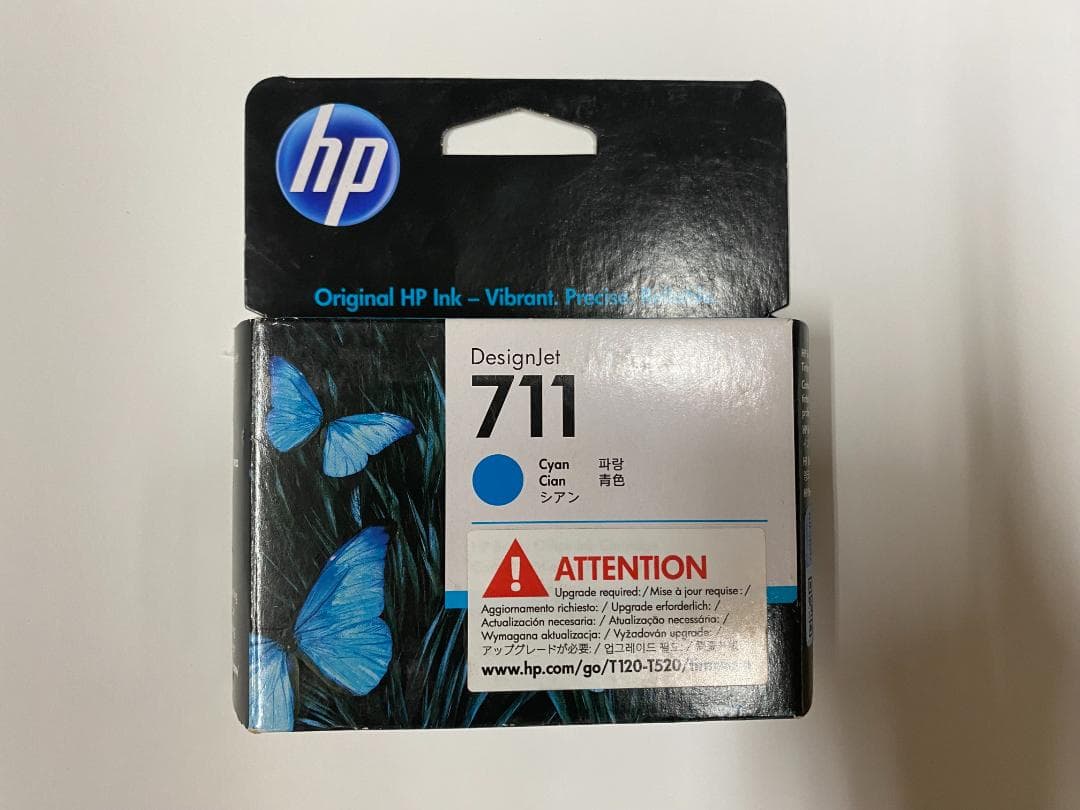 hp
Original HP Ink – Vibrant. Precise. Reliable.
DesignJet
711
Cyan 파랑
Cian 青色
シアン
ATTENTION
Upgrade required: / Mise à jour requise : /
Aggiornamento richiesto: / Upgrade erforderlich: /
Actualización necesaria: / Atualização necessária: /
Wymagana aktualizacja: / Vyžadován upgrade: /
アップグレードが必要: / 업그레이드 필요: /
www.hp.com/go/T120-T520/